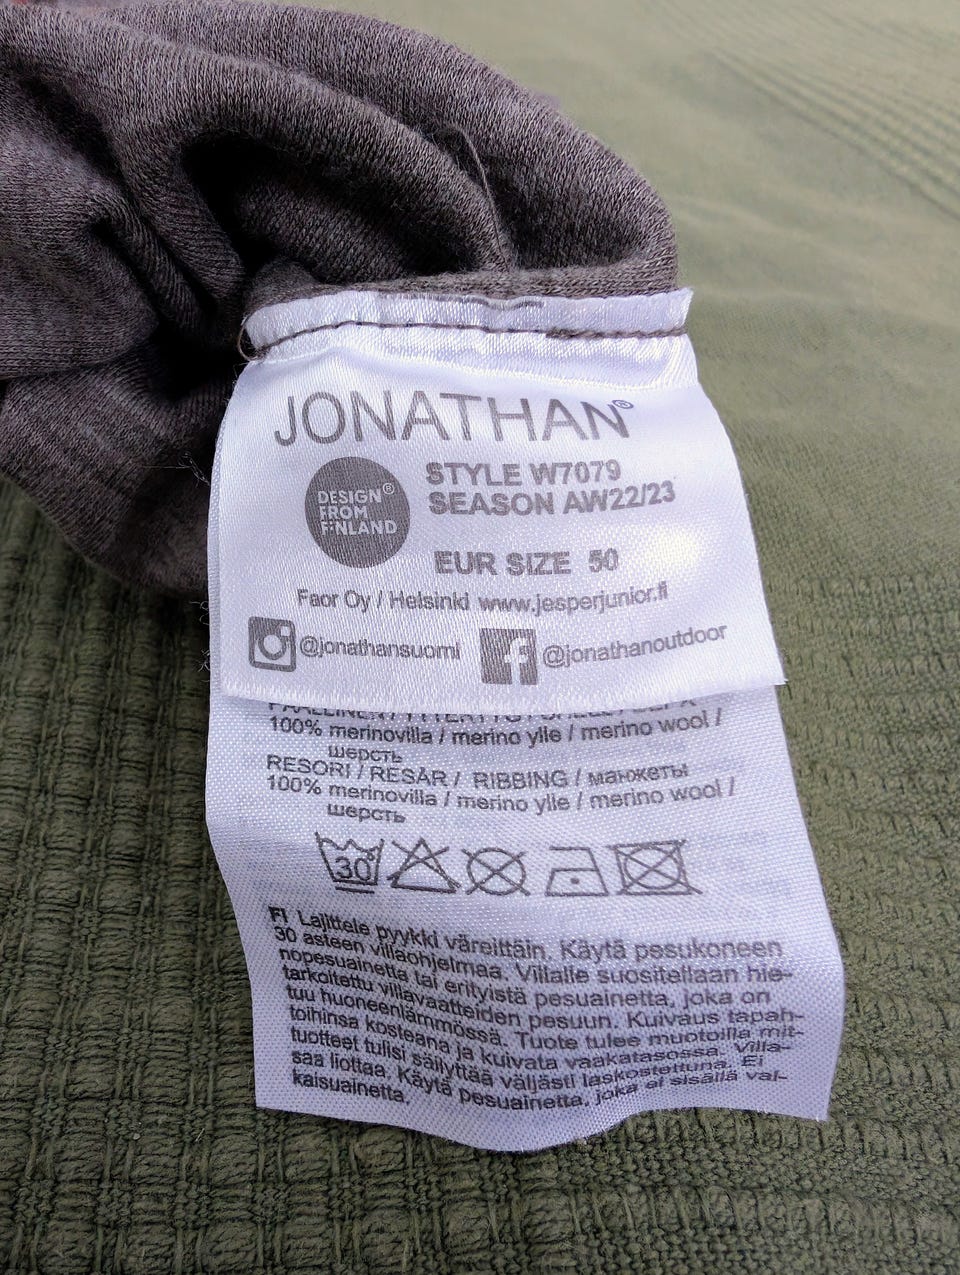 JONATHAN®
DESIGN®
FROM
FINLAND
STYLE W7079
SEASON AW22/23
EUR SIZE 50
Faor Oy / Helsinki www.jesperjunior.fi
@jonathansuomi @jonathanoutdoor
100% merinovilla / merino ylle / merino wool /
шерсть
RESORI / RESÅR / RIBBING / манжеты
100% merinovilla / merino ylle / merino wool /
шерсть
30
FI Lajittele pyykki väreittäin. Käytä pesukoneen
30 asteen villaohjelmaa. Villalle suositellaan hie-
nopesuainetta tai erityistä pesuainetta, joka on
tarkoitettu villavaatteiden pesuun. Kuivaus tapah-
tuu huoneenlämmössä. Tuote tulee muotoilla mit-
toihinsa kosteana ja kuivata vaakatasossa. Villa-
tuotteet tulisi säilyttää väljästi laskostettuna. Ei
saa liottaa. Käytä pesuainetta, joka ei sisällä val-
kaisuainetta.